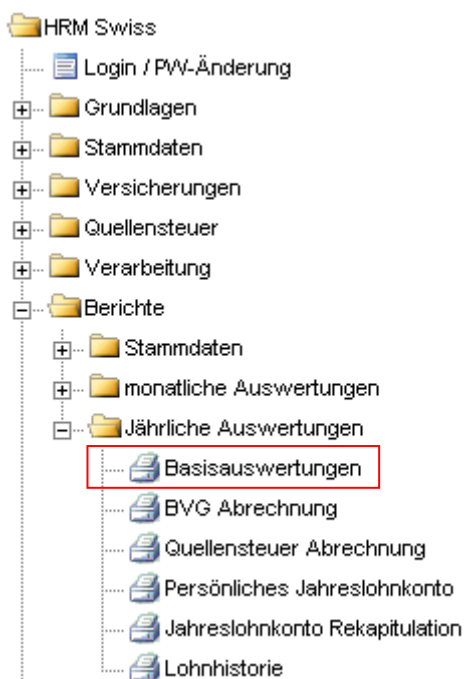 HRM Swiss
Login / PW-Änderung
Grundlagen
Stammdaten
Versicherungen
Quellensteuer
Verarbeitung
Berichte
Stammdaten
monatliche Auswertungen
Jährliche Auswertungen
Basisauswertungen
BVG Abrechnung
Quellensteuer Abrechnung
Persönliches Jahreslohnkonto
Jahreslohnkonto Rekapitulation
Lohnhistorie